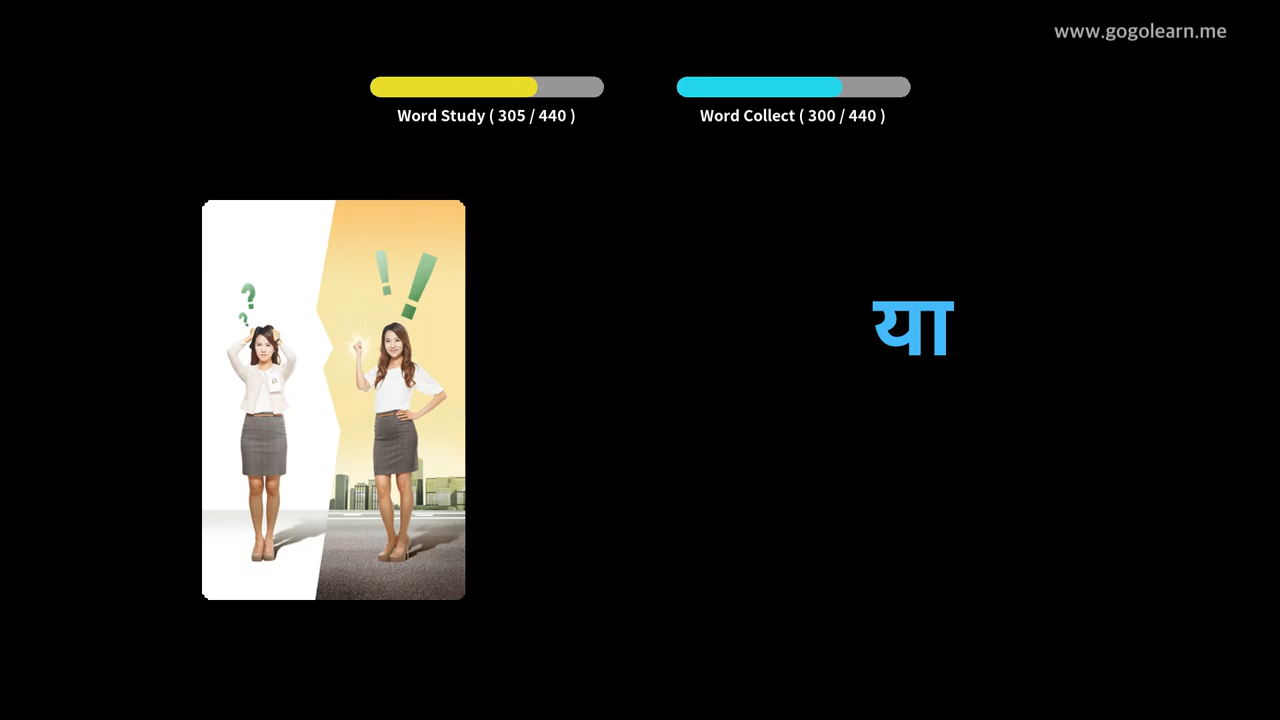 www.gogolearn.me
Word Study ( 305 / 440 )
Word Collect ( 300 / 440 )
? ?
! !
या